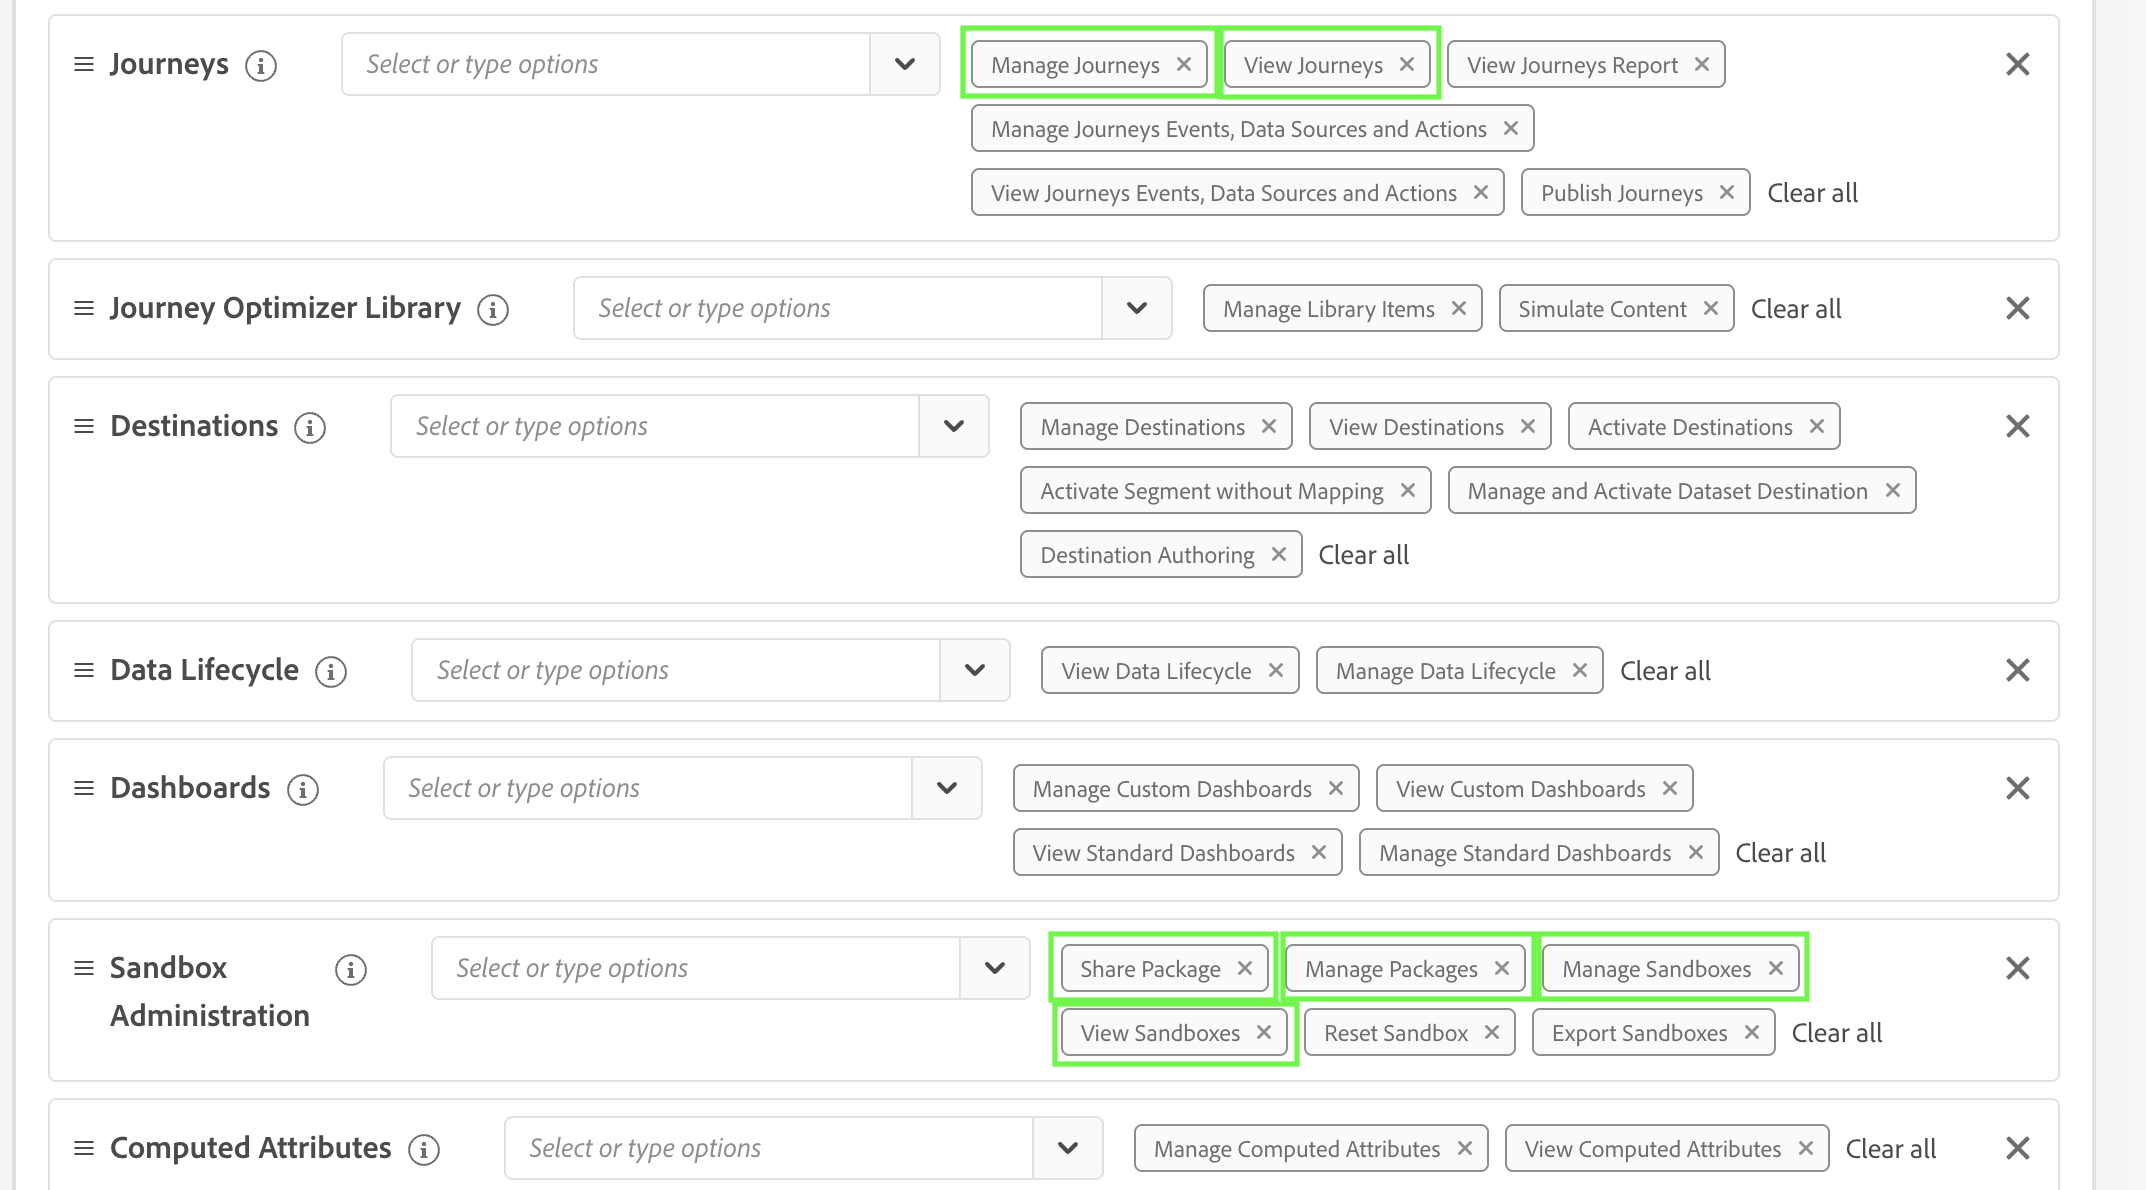 Journeys Select or type options Manage Journeys View Journeys View Journeys Report
Manage Journeys Events, Data Sources and Actions
View Journeys Events, Data Sources and Actions Publish Journeys Clear all
Journey Optimizer Library Select or type options Manage Library Items Simulate Content Clear all
Destinations Select or type options Manage Destinations View Destinations Activate Destinations
Activate Segment without Mapping Manage and Activate Dataset Destination
Destination Authoring Clear all
Data Lifecycle Select or type options View Data Lifecycle Manage Data Lifecycle Clear all
Dashboards Select or type options Manage Custom Dashboards View Custom Dashboards
View Standard Dashboards Manage Standard Dashboards Clear all
Sandbox Select or type options Share Package Manage Packages Manage Sandboxes
Administration View Sandboxes Reset Sandbox Export Sandboxes Clear all
Computed Attributes Select or type options Manage Computed Attributes View Computed Attributes Clear all